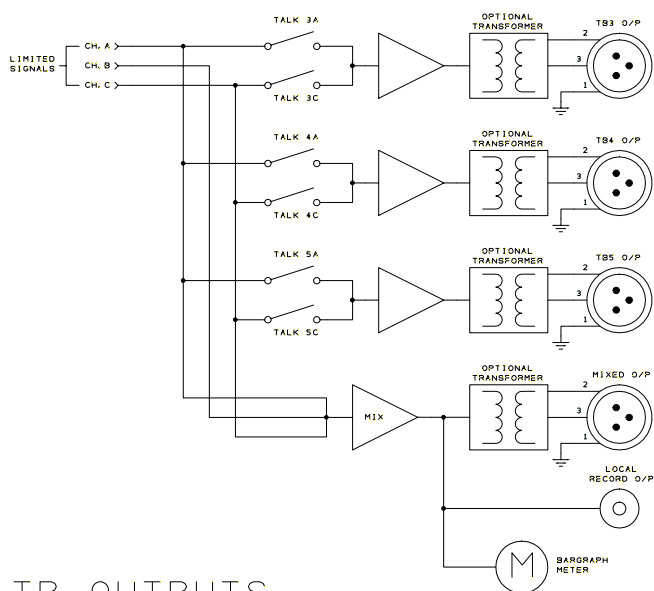 TALK 3A
OPTIONAL
TRANSFORMER
TB3 O/P
2
3
1
LIMITED
SIGNALS
CH. A
CH. B
CH. C
TALK 3C
TALK 4A
OPTIONAL
TRANSFORMER
TB4 O/P
2
3
1
TALK 4C
TALK 5A
OPTIONAL
TRANSFORMER
TB5 O/P
2
3
1
TALK 5C
OPTIONAL
TRANSFORMER
MIXED O/P
2
3
1
MIX
LOCAL
RECORD O/P
M
BARGRAPH
METER
TB OUTPUTS